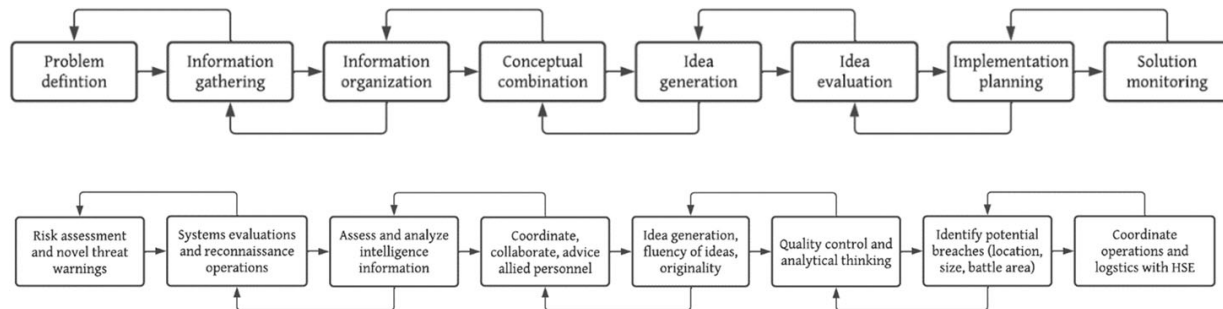 Problem
defintion
Information
gathering
Information
organization
Conceptual
combination
Idea
generation
Idea
evaluation
Implementation
planning
Solution
monitoring
Risk assessment
and novel threat
warnings
Systems evaluations
and reconnaissance
operations
Assess and analyze
intelligence
information
Coordinate,
collaborate, advice
allied personnel
Idea generation,
fluency of ideas,
originality
Quality control and
analytical thinking
Identify potential
breaches (location,
size, battle area)
Coordinate
operations and
logstics with HSE